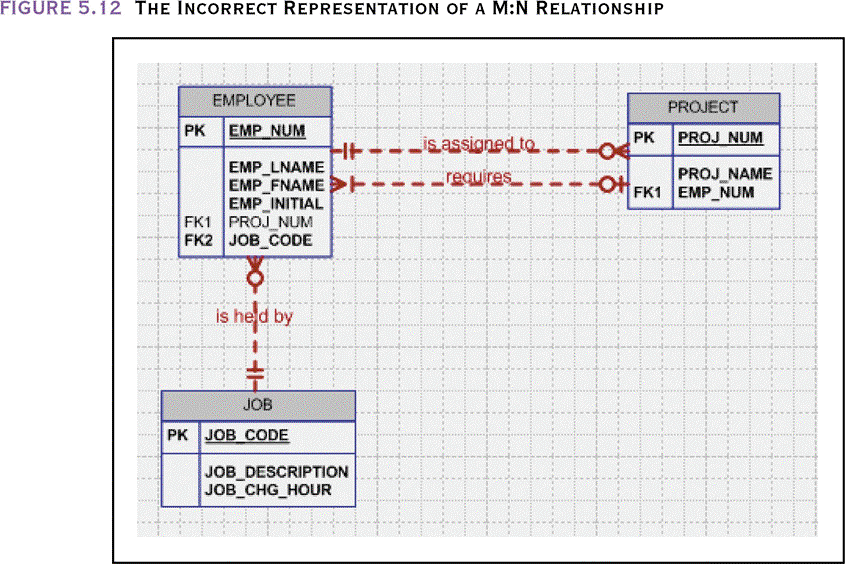 FIGURE 5.12 THE INCORRECT REPRESENTATION OF A M:N RELATIONSHIP
EMPLOYEE
PK EMP_NUM
EMP_LNAME
EMP_FNAME
EMP_INITIAL
FK1 PROJ_NUM
FK2 JOB_CODE
is assigned to
requires
PROJECT
PK PROJ_NUM
PROJ_NAME
FK1 EMP_NUM
is held by
JOB
PK JOB_CODE
JOB_DESCRIPTION
JOB_CHG_HOUR